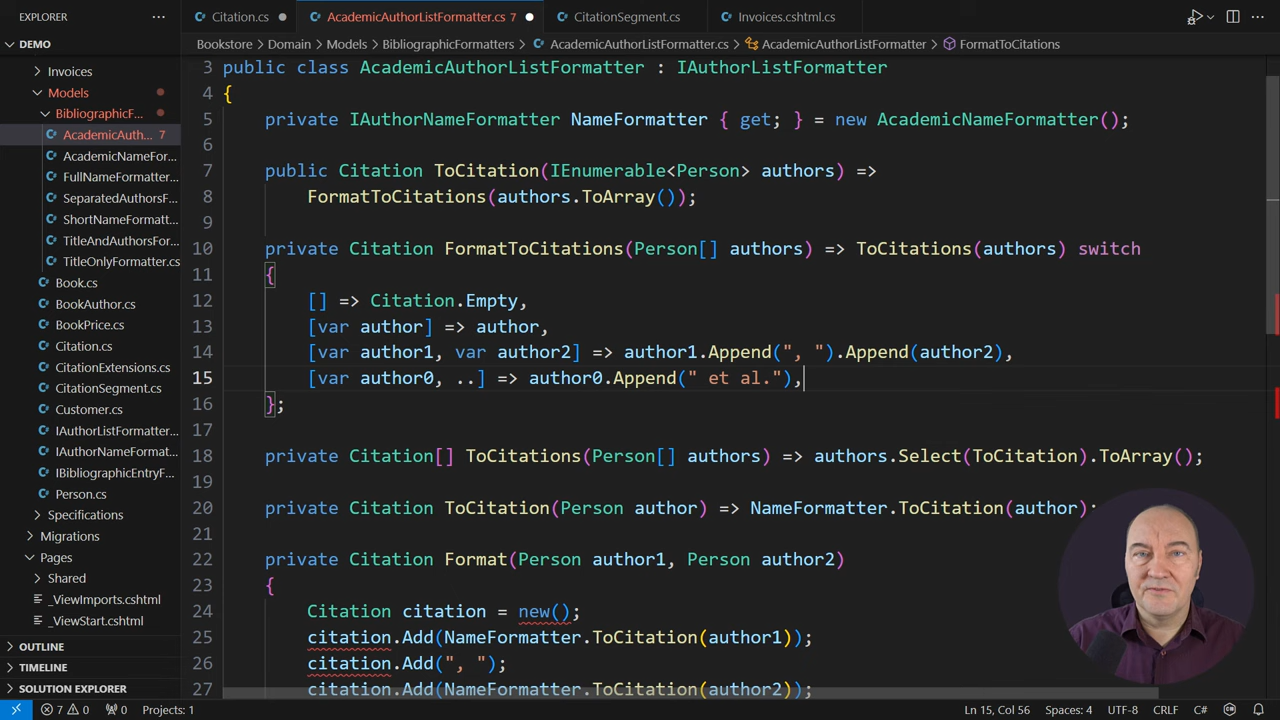 EXPLORER
Citation.cs
AcademicAuthorListFormatter.cs 7
CitationSegment.cs
Invoices.cshtml.cs
DEMO
Bookstore > Domain > Models > BibliographicFormatters > AcademicAuthorListFormatter.cs > AcademicAuthorListFormatter > FormatToCitations
Invoices
Models
BibliographicF...
AcademicAuth... 7
AcademicNameFor...
FullNameFormatter...
SeparatedAuthorsF...
ShortNameFormatt...
TitleAndAuthorsFor...
TitleOnlyFormatter.cs
Book.cs
BookAuthor.cs
BookPrice.cs
Citation.cs
CitationExtensions.cs
CitationSegment.cs
Customer.cs
IAuthorListFormatter...
IAuthorNameFormat...
IBibliographicEntryF...
Person.cs
Specifications
Migrations
Pages
Shared
_ViewImports.cshtml
_ViewStart.cshtml
OUTLINE
TIMELINE
SOLUTION EXPLORER
3 public class AcademicAuthorListFormatter : IAuthorListFormatter
4 {
5 private IAuthorNameFormatter NameFormatter { get; } = new AcademicNameFormatter();
6
7 public Citation ToCitation(IEnumerable<Person> authors) =>
8 FormatToCitations(authors.ToArray());
9
10 private Citation FormatToCitations(Person[] authors) => ToCitations(authors) switch
11 {
12 [] => Citation.Empty,
13 [var author] => author,
14 [var author1, var author2] => author1.Append(", ").Append(author2),
15 [var author0, ..] => author0.Append(" et al."),
16 };
17
18 private Citation[] ToCitations(Person[] authors) => authors.Select(ToCitation).ToArray();
19
20 private Citation ToCitation(Person author) => NameFormatter.ToCitation(author);
21
22 private Citation Format(Person author1, Person author2)
23 {
24 Citation citation = new();
25 citation.Add(NameFormatter.ToCitation(author1));
26 citation.Add(", ");
27 citation.Add(NameFormatter.ToCitation(author2));
7 0
0
Projects: 1
Ln 15, Col 56
Spaces: 4
UTF-8
CRLF
C#